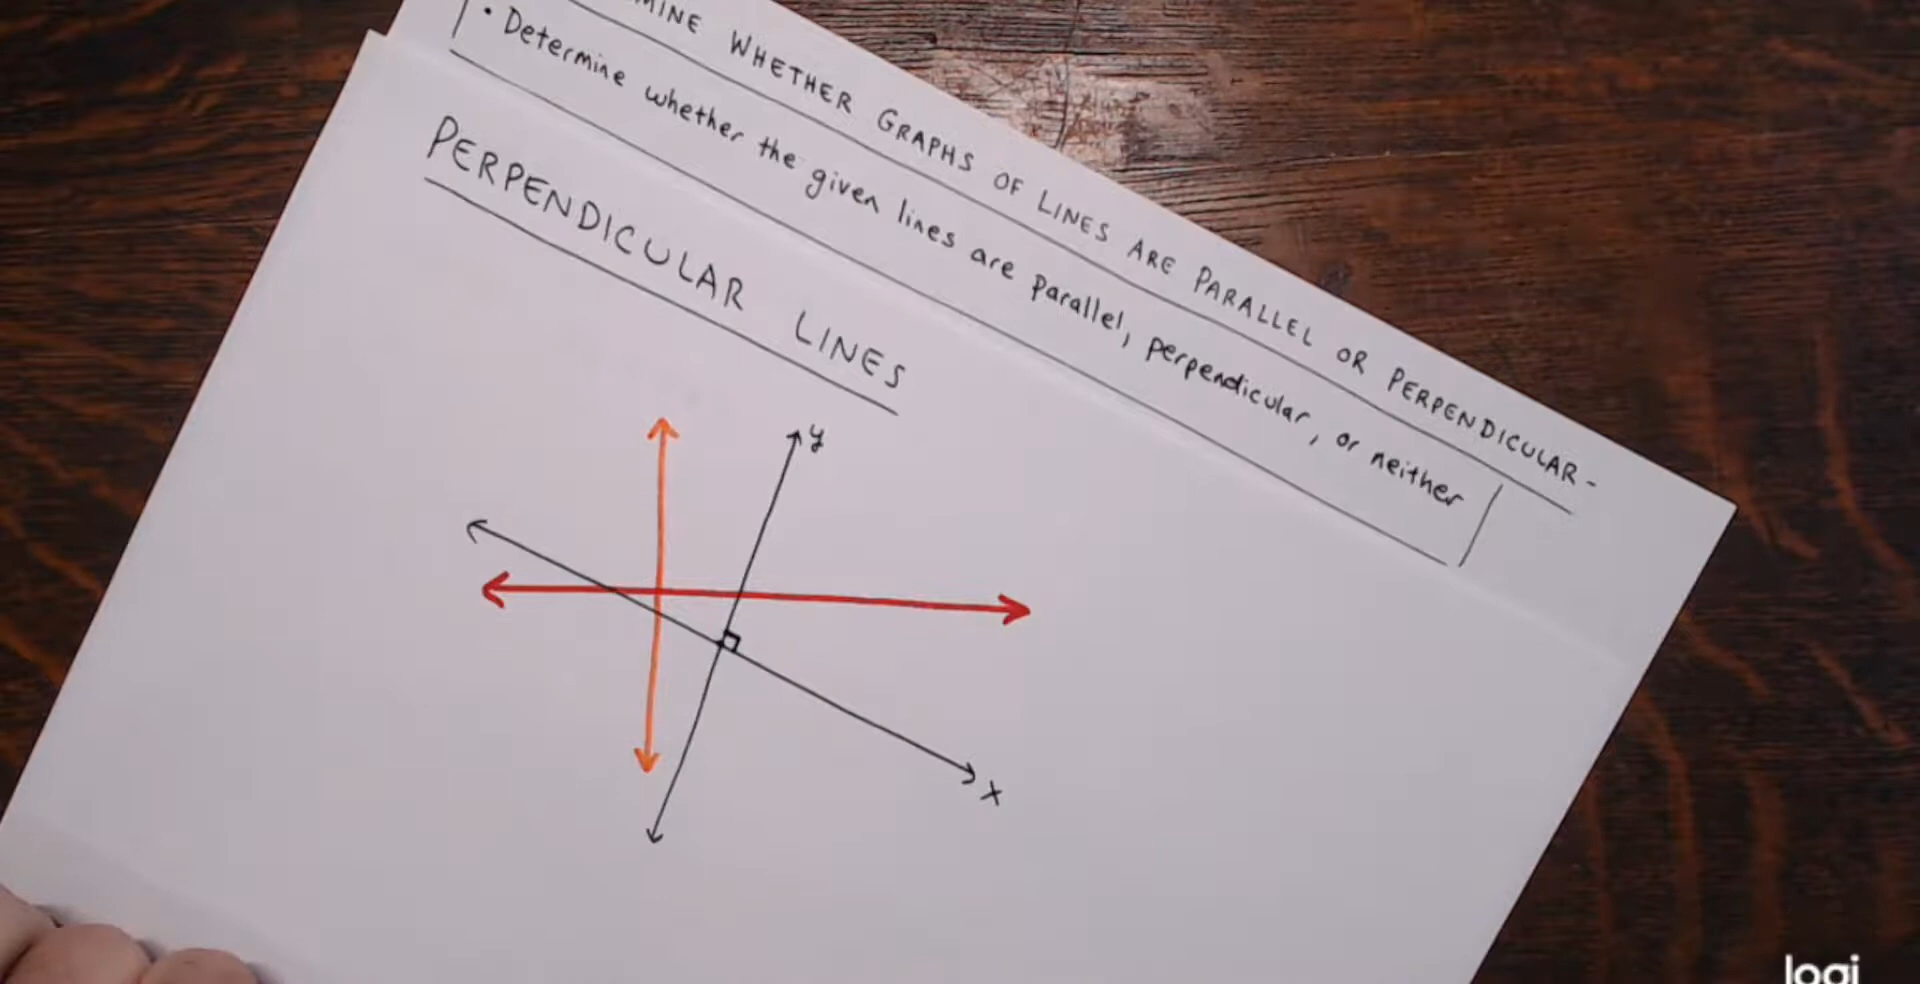 WHETHER GRAPHS OF LINES ARE PARALLEL OR PERPENDICULAR-
• Determine whether the given lines are parallel, perpendicular, or neither
PERPENDICULAR LINES
y
x
logi